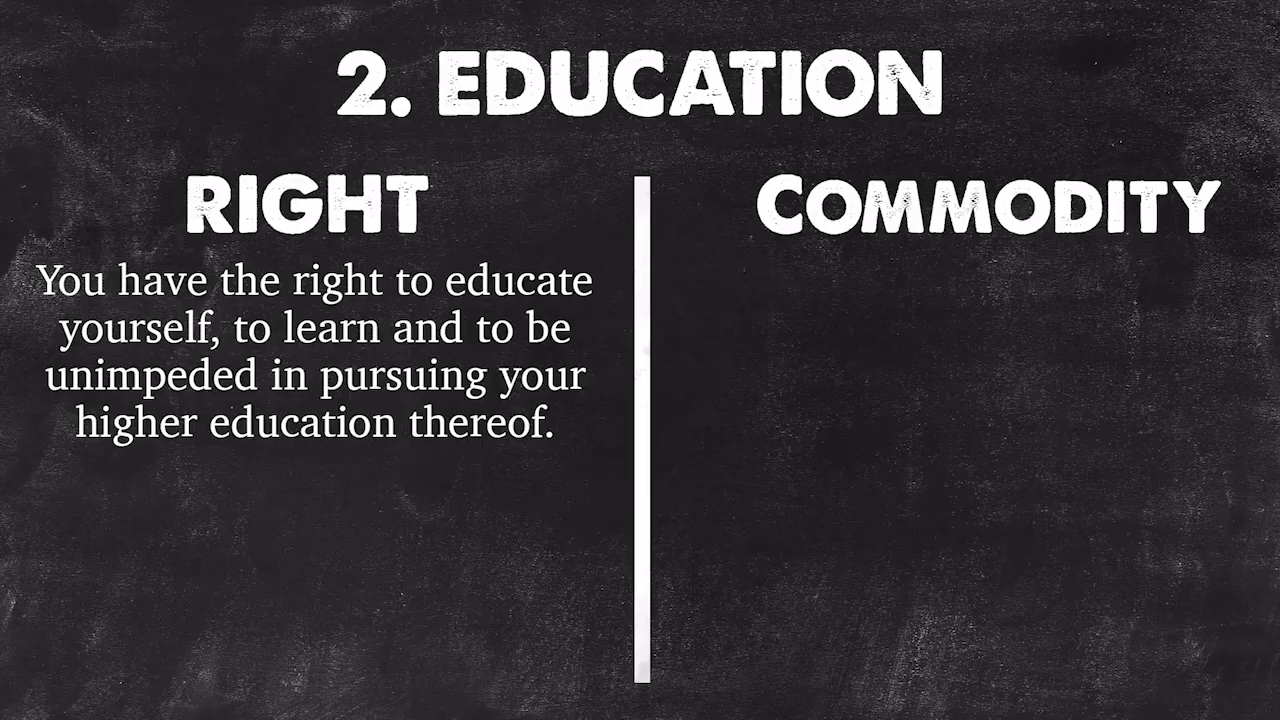 2. EDUCATION
RIGHT
You have the right to educate
yourself, to learn and to be
unimpeded in pursuing your
higher education thereof.
COMMODITY